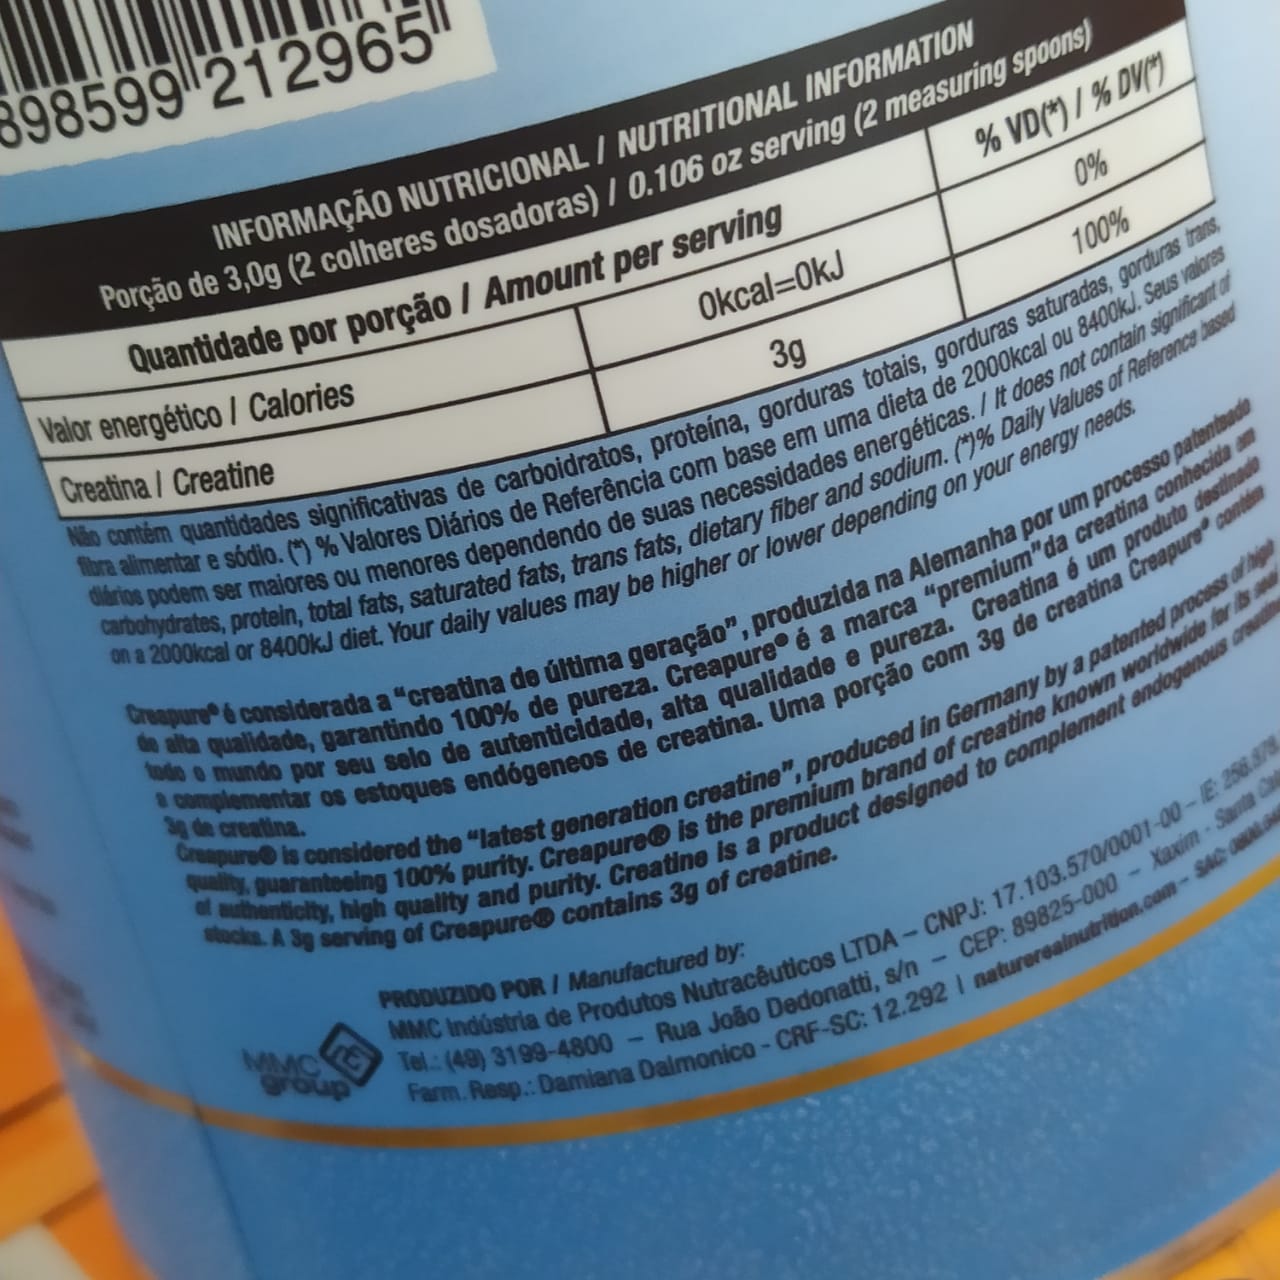 898599 212965
INFORMAÇÃO NUTRICIONAL / NUTRITIONAL INFORMATION
Porção de 3,0g (2 colheres dosadoras) / 0.106 oz serving (2 measuring spoons)
Quantidade por porção / Amount per serving % VD(*) / % DV(*)
Valor energético / Calories 0kcal=0kJ 0%
Creatina / Creatine 3g 100%
Não contém quantidades significativas de carboidratos, proteína, gorduras totais, gorduras saturadas, gorduras trans,
fibra alimentar e sódio. (*) % Valores Diários de Referência com base em uma dieta de 2000kcal ou 8400kJ. Seus valores
diários podem ser maiores ou menores dependendo de suas necessidades energéticas. / It does not contain significant of
carbohydrates, protein, total fats, saturated fats, trans fats, dietary fiber and sodium. (*)% Daily Values of Reference based
on a 2000kcal or 8400kJ diet. Your daily values may be higher or lower depending on your energy needs.
Creapure® é considerada a “creatina de última geração”, produzida na Alemanha por um processo patenteado
de alta qualidade, garantindo 100% de pureza. Creapure® é a marca “premium” da creatina conhecida em
todo o mundo por seu selo de autenticidade, alta qualidade e pureza. Creatina é um produto destinado
a complementar os estoques endógeneos de creatina. Uma porção com 3g de creatina Creapure® contém
3g de creatina.
Creapure® is considered the “latest generation creatine”, produced in Germany by a patented process of high
quality, guaranteeing 100% purity. Creapure® is the premium brand of creatine known worldwide for its
of authenticity, high quality and purity. Creatine is a product designed to complement endogenous
stocks. A 3g serving of Creapure® contains 3g of creatine.
PRODUZIDO POR / Manufactured by:
MMC Indústria de Produtos Nutracêuticos LTDA – CNPJ: 17.103.570/0001-00 – IE:
Tel.: (49) 3199-4800 – Rua João Dedonatti, s/n – CEP: 89825-000 – Xaxim - Santa
Farm. Resp.: Damiana Dalmonico - CRF-SC: 12.292 | naturerealnutrition.com - SAC:
MMC
group